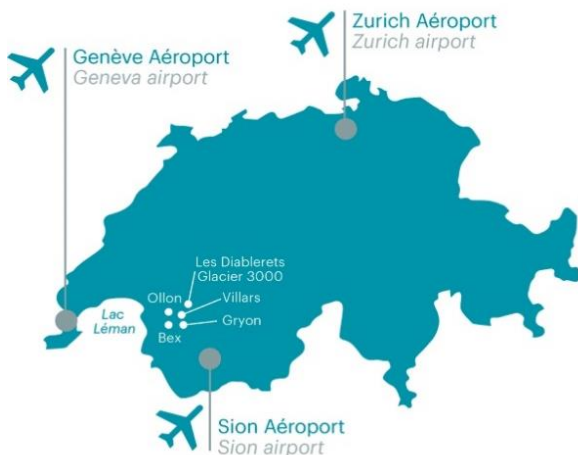 Genève Aéroport
Geneva airport
Zurich Aéroport
Zurich airport
Les Diablerets
Glacier 3000
Ollon
Villars
Lac
Léman
Gryon
Bex
Sion Aéroport
Sion airport